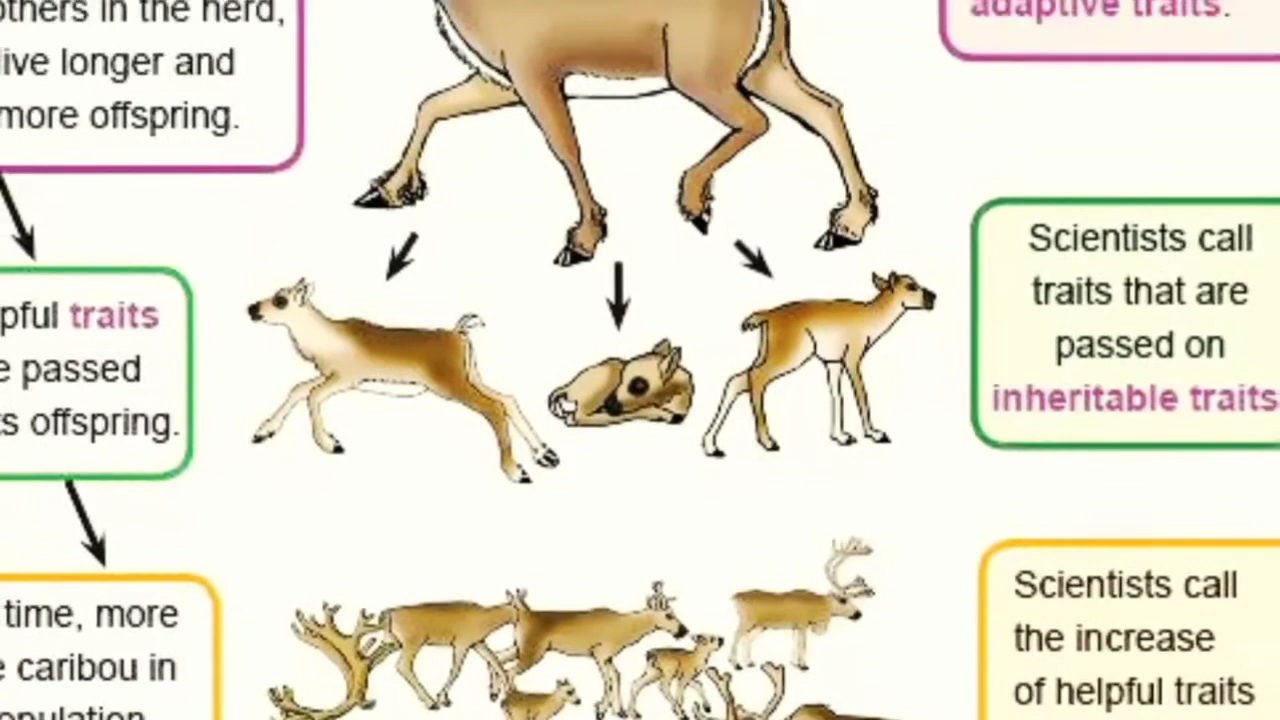 others in the herd,
live longer and
more offspring.
adaptive traits.
traits
passed
offspring.
Scientists call
traits that are
passed on
inheritable traits
time, more
caribou in
Scientists call
the increase
of helpful traits